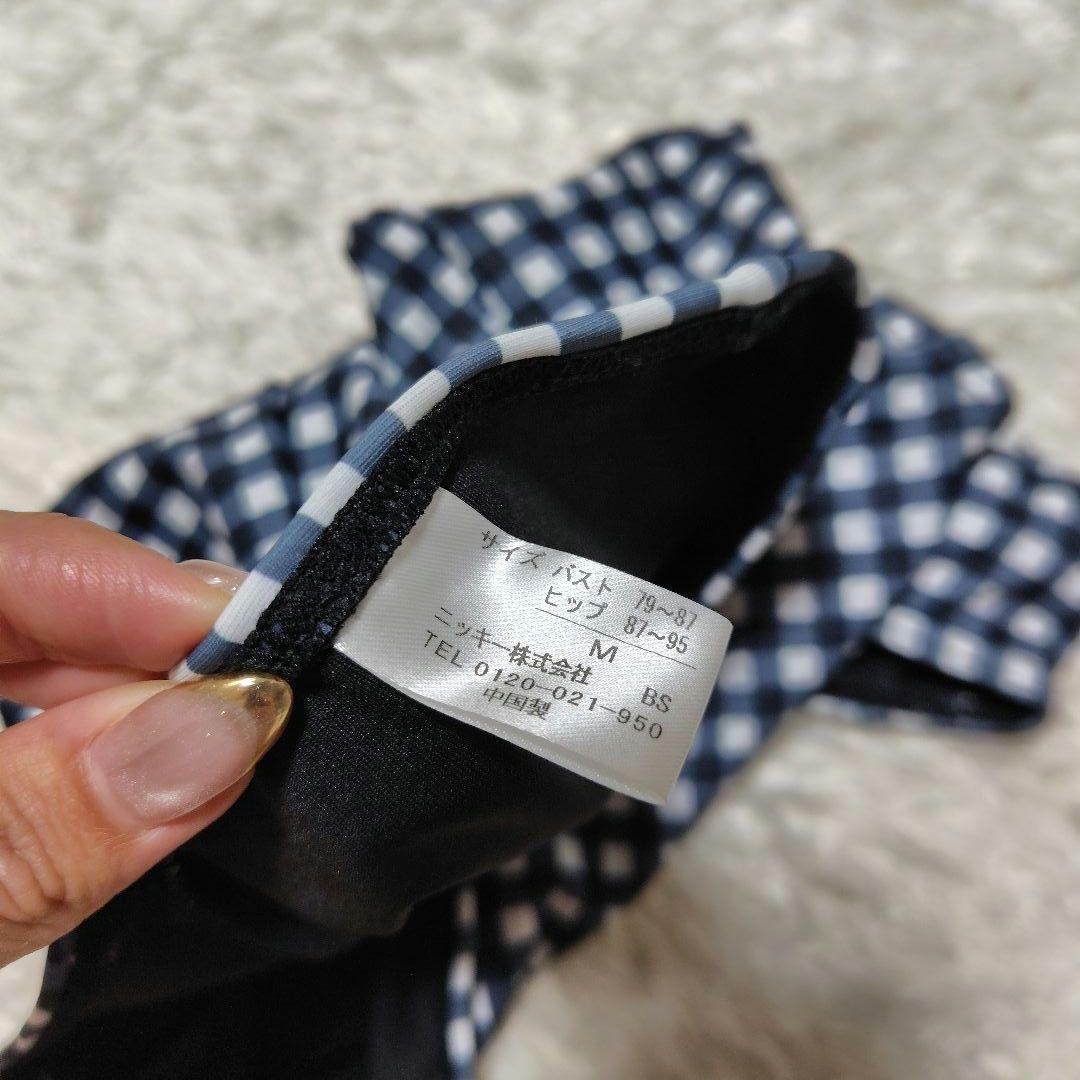 サイズ バスト 79〜87
ヒップ 87〜95
M
ニッキー株式会社 BS
TEL 0120-021-950
中国製